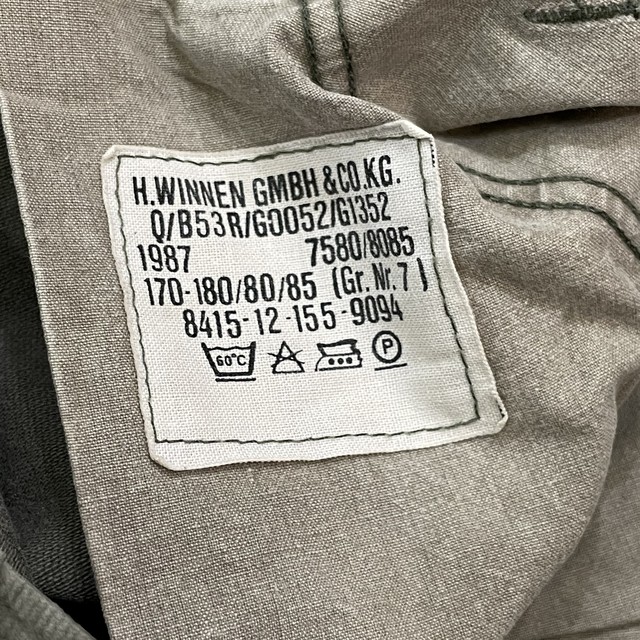 H.WINNEN GMBH & CO.KG.
Q/B53R/G0052/G1352
1987 7580/8085
170-180/80/85 (Gr. Nr. 7)
8415-12-155-9094
60°C P